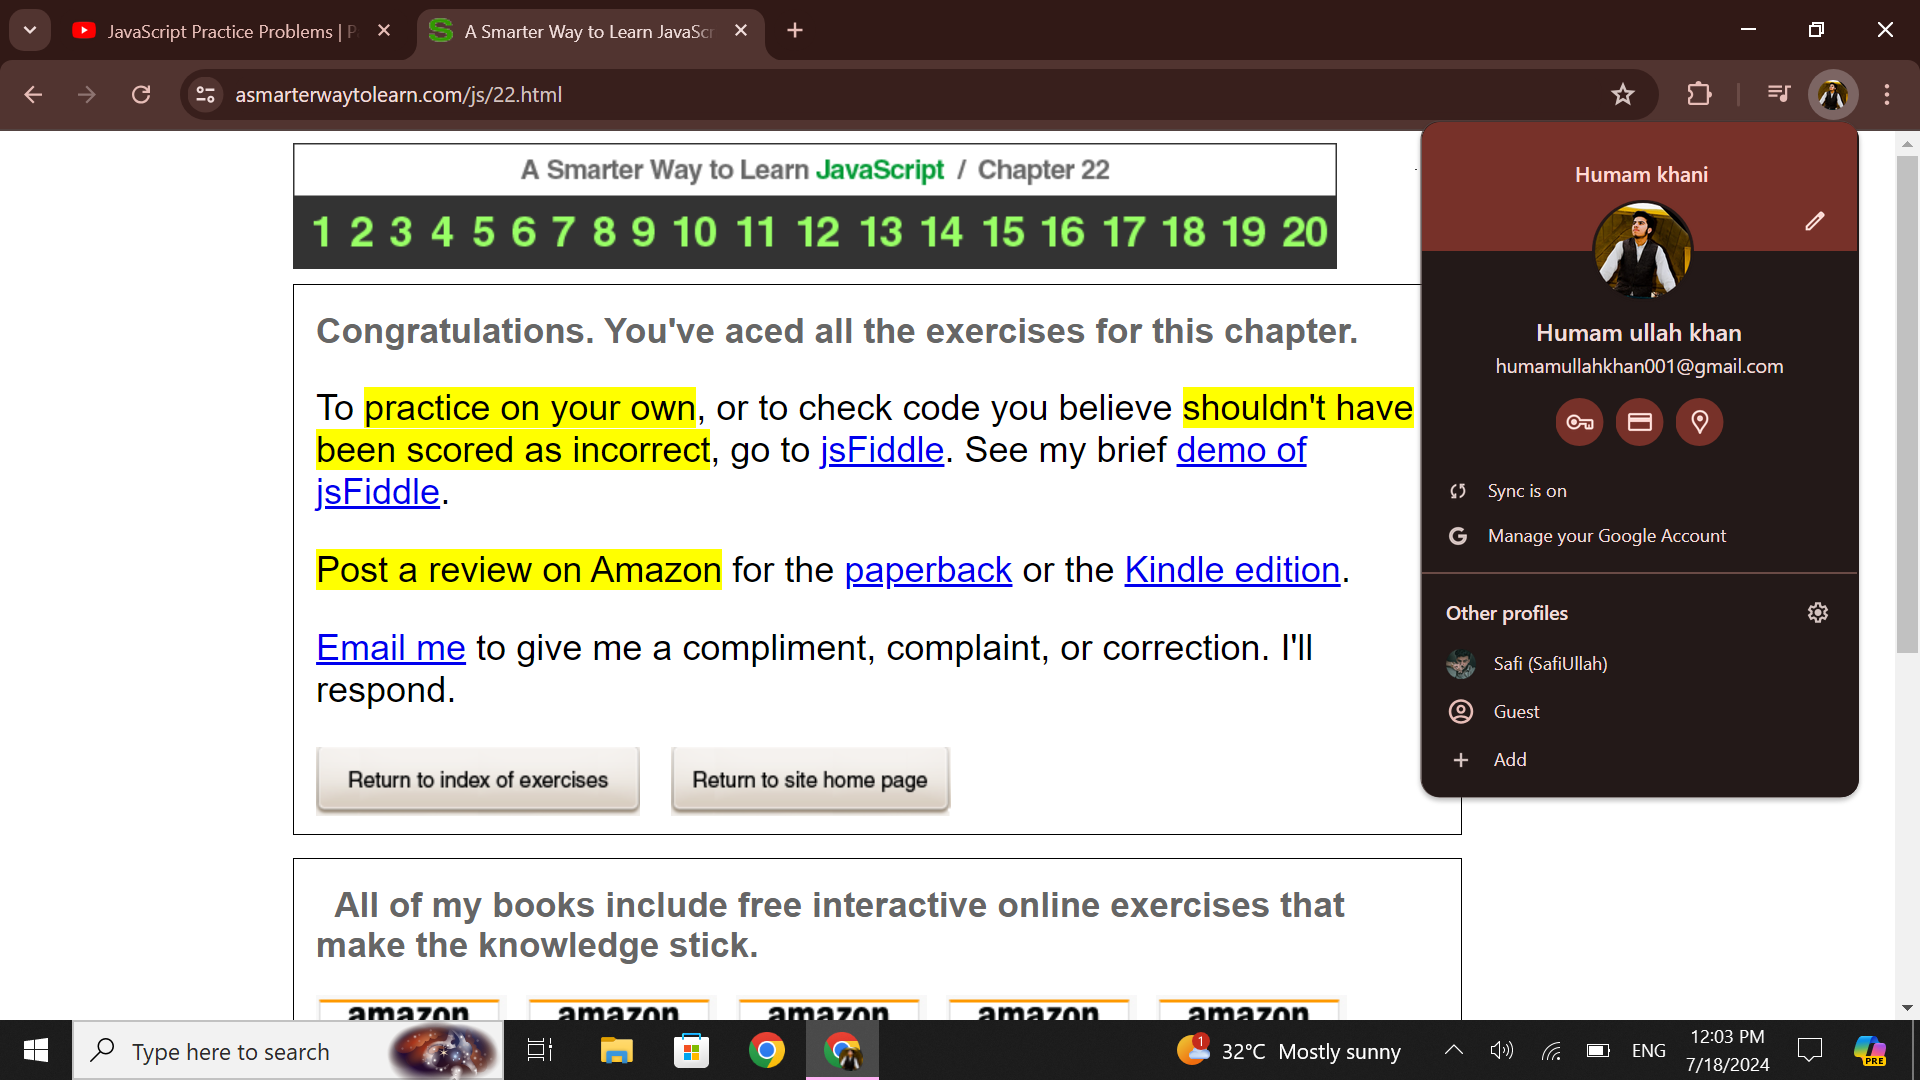 JavaScript Practice Problems |
A Smarter Way to Learn JavaScr
asmarterwaytolearn.com/js/22.html
A Smarter Way to Learn JavaScript / Chapter 22
1 2 3 4 5 6 7 8 9 10 11 12 13 14 15 16 17 18 19 20
Congratulations. You've aced all the exercises for this chapter.
To practice on your own, or to check code you believe shouldn't have
been scored as incorrect, go to jsFiddle. See my brief demo of
jsFiddle.
Post a review on Amazon for the paperback or the Kindle edition.
Email me to give me a compliment, complaint, or correction. I'll
respond.
Return to index of exercises
Return to site home page
All of my books include free interactive online exercises that
make the knowledge stick.
amazon amazon amazon amazon amazon
Humam khani
Humam ullah khan
humamullahkhan001@gmail.com
Sync is on
G Manage your Google Account
Other profiles
Safi (SafiUllah)
Guest
Add
Type here to search
1
32°C Mostly sunny
ENG
12:03 PM
7/18/2024
PRE